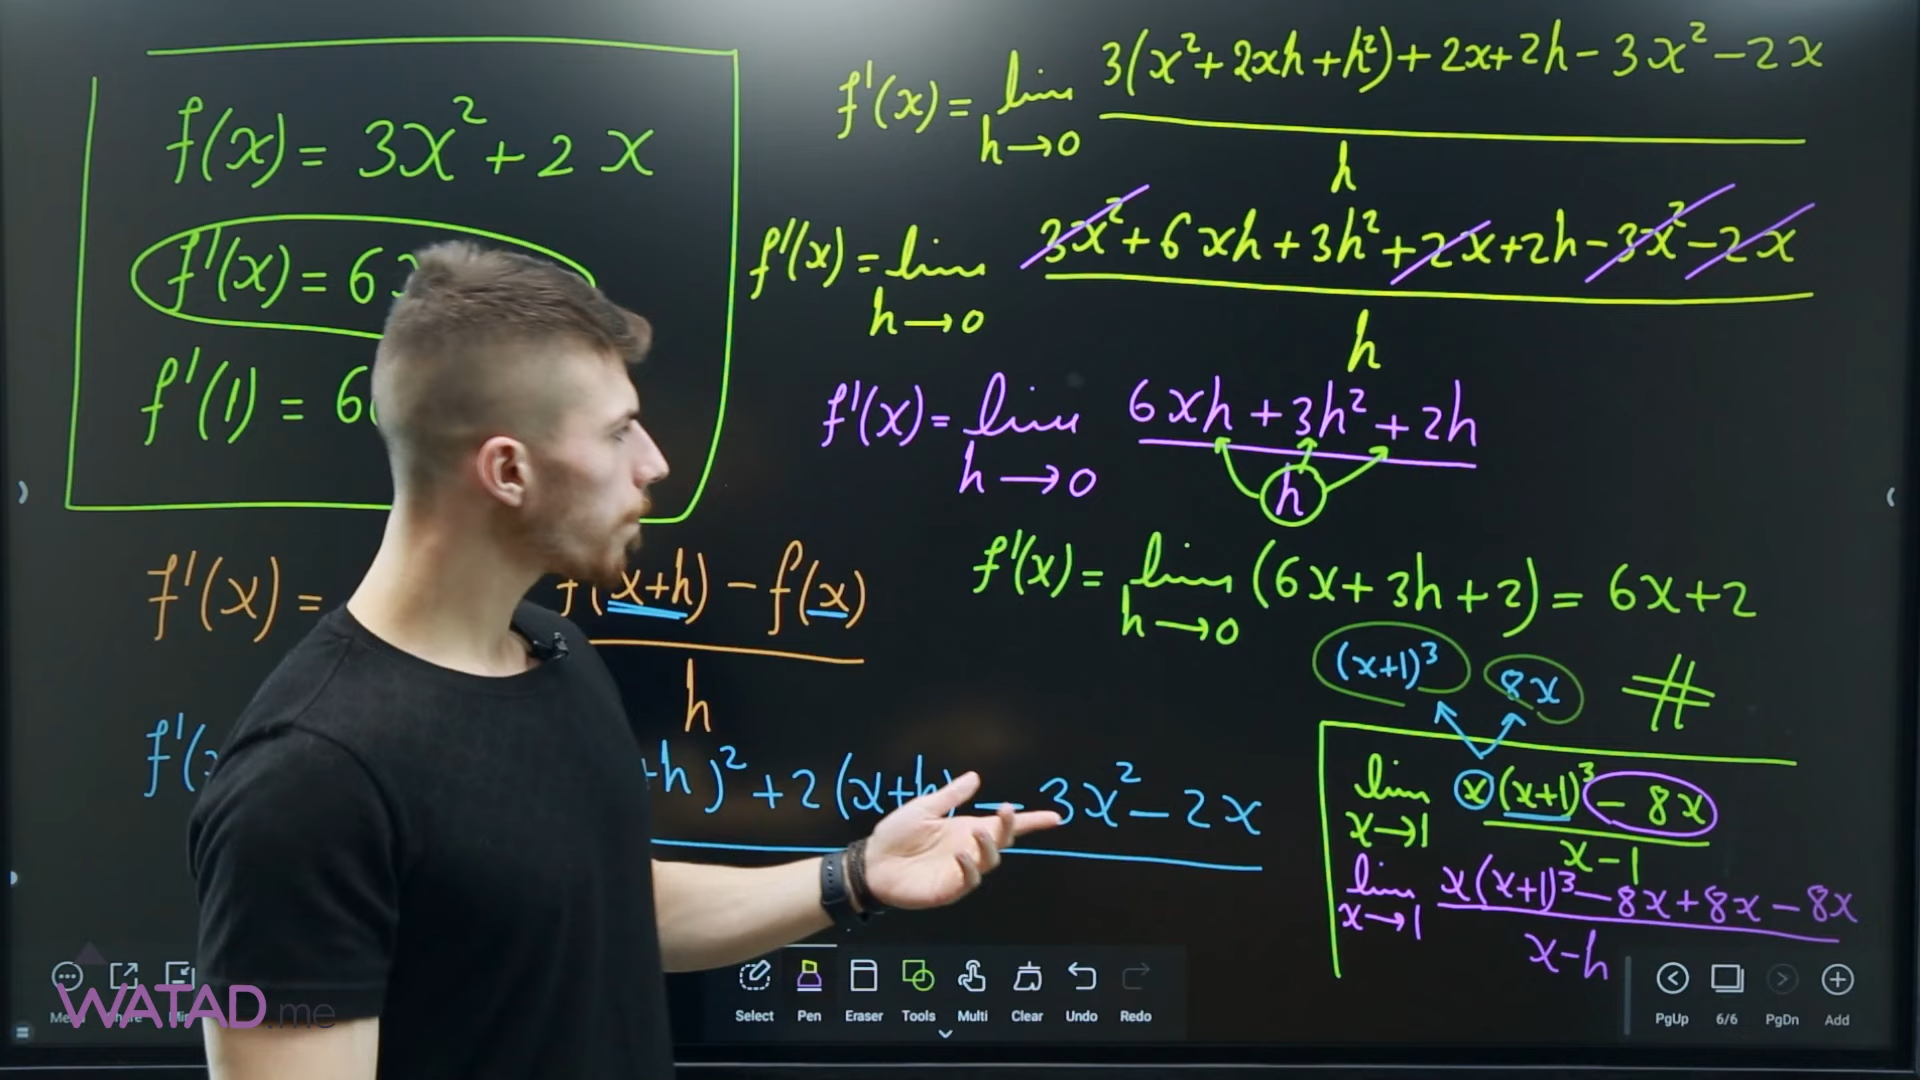 f(x) = 3x² + 2x
f'(x) = 6x
f'(1) = 6
f'(x) = f(x+h) - f(x)
h
f'(x +h)² + 2(x+h) - 3x² - 2x
f'(x) = lim h→0 3(x² + 2xh + h²) + 2x + 2h - 3x² - 2x
h
f'(x) = lim h→0 3x² + 6xh + 3h² + 2x + 2h - 3x² - 2x
h
f'(x) = lim h→0 6xh + 3h² + 2h
h
f'(x) = lim h→0 (6x + 3h + 2) = 6x + 2
(x+1)³ 8x #
lim x→1 x(x+1)³ - 8x
x-1
lim x→1 x(x+1)³ - 8x + 8x - 8x
x-h
WATAD.me
Select Pen Eraser Tools Multi Clear Undo Redo
PgUp 6/6 PgDn Add